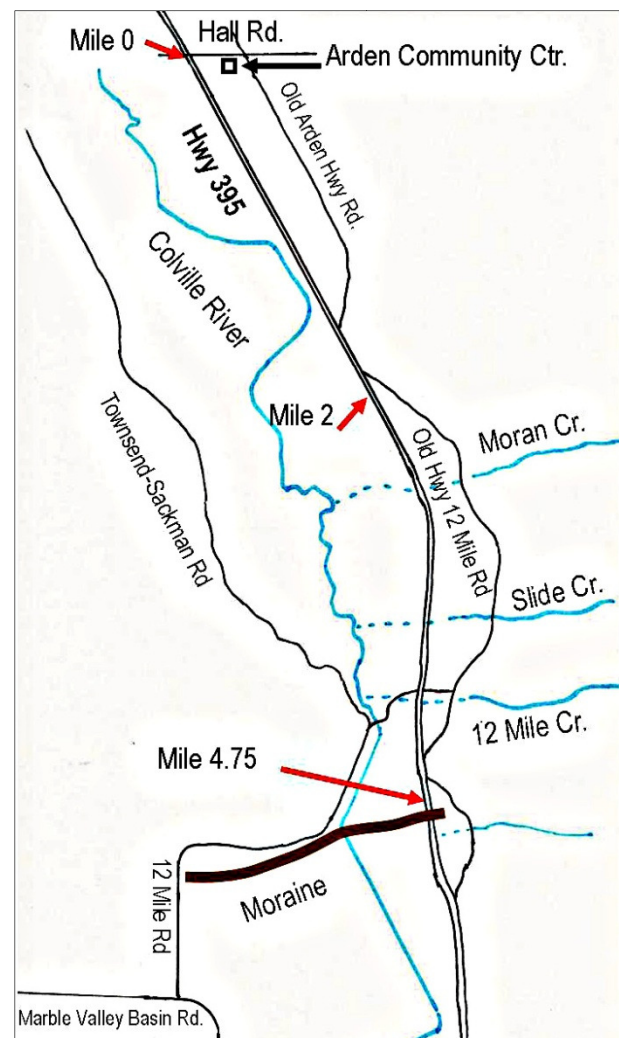 Mile 0
Hall Rd.
Arden Community Ctr.
Old Arden Hwy Rd.
Hwy 395
Colville River
Townsend-Sackman Rd
Mile 2
Old Hwy 12 Mile Rd
Moran Cr.
Slide Cr.
12 Mile Cr.
Mile 4.75
12 Mile Rd
Moraine
Marble Valley Basin Rd.